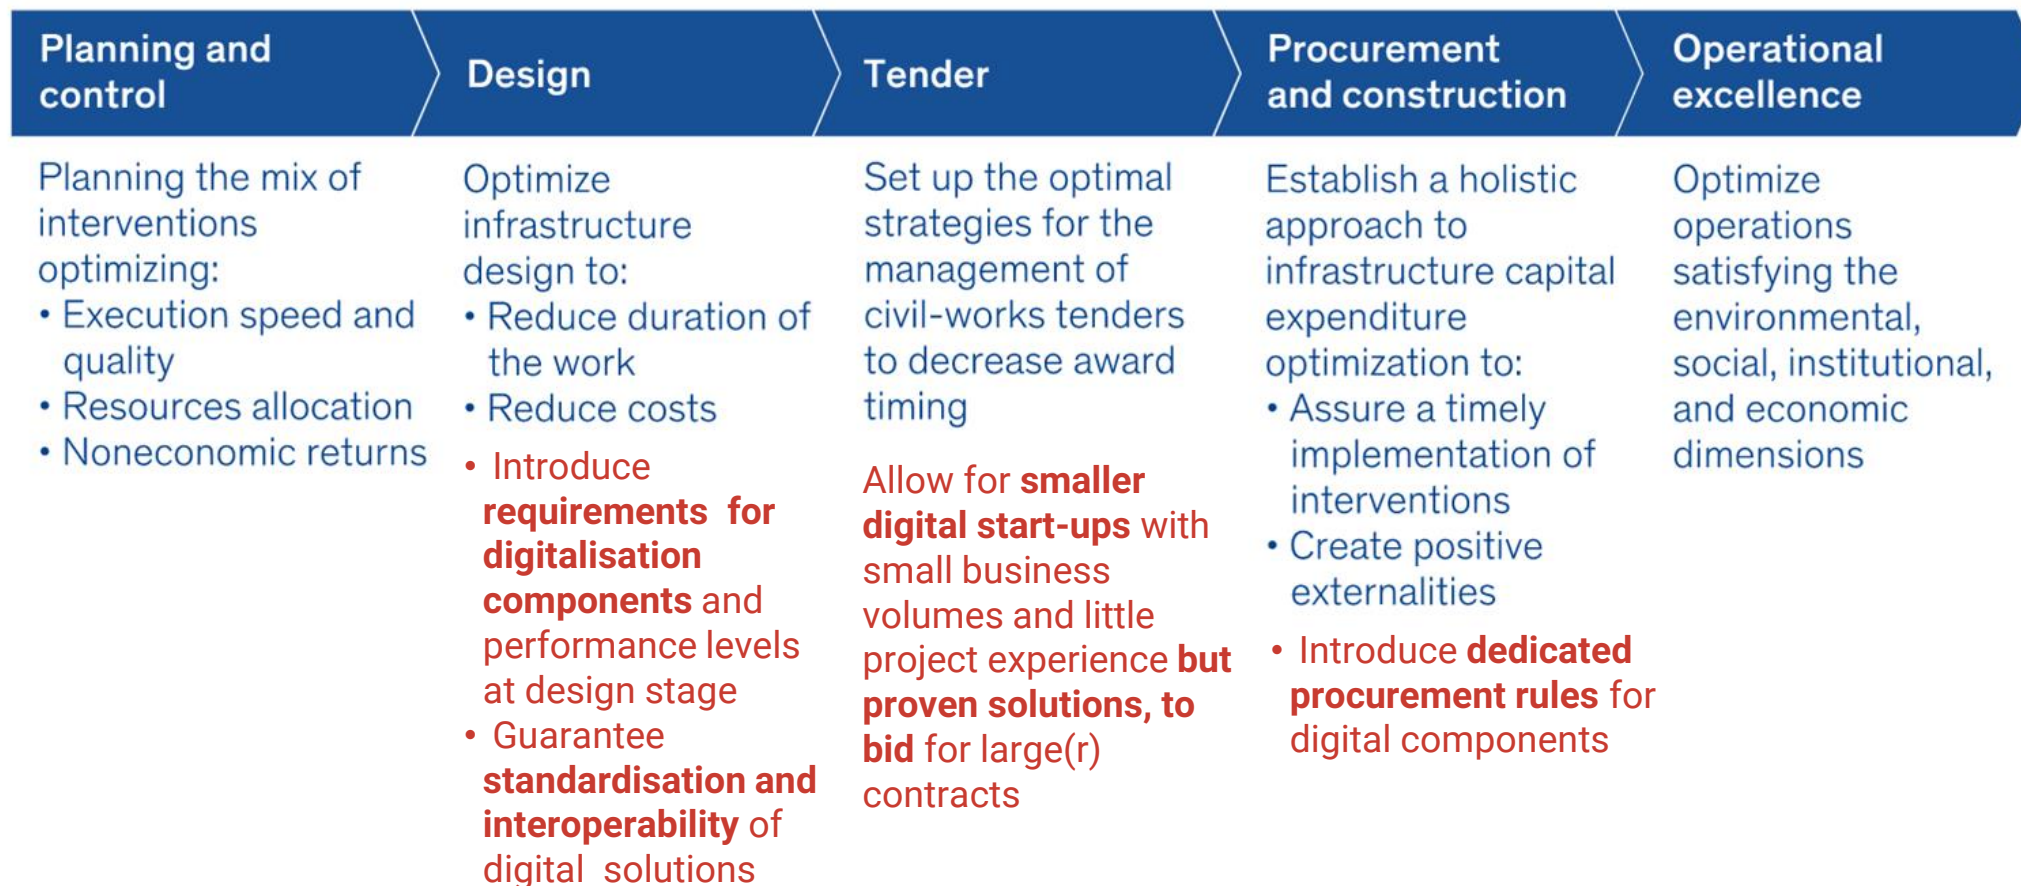 Planning and
control
Design
Tender
Procurement
and construction
Operational
excellence
Planning the mix of
interventions
optimizing:
• Execution speed and
quality
• Resources allocation
• Noneconomic returns
Optimize
infrastructure
design to:
• Reduce duration of
the work
• Reduce costs
• Introduce
requirements for
digitalisation
components and
performance levels
at design stage
• Guarantee
standardisation and
interoperability of
digital solutions
Set up the optimal
strategies for the
management of
civil-works tenders
to decrease award
timing
Allow for smaller
digital start-ups with
small business
volumes and little
project experience but
proven solutions, to
bid for large(r)
contracts
Establish a holistic
approach to
infrastructure capital
expenditure
optimization to:
• Assure a timely
implementation of
interventions
• Create positive
externalities
• Introduce dedicated
procurement rules for
digital components
Optimize
operations
satisfying the
environmental,
social, institutional,
and economic
dimensions